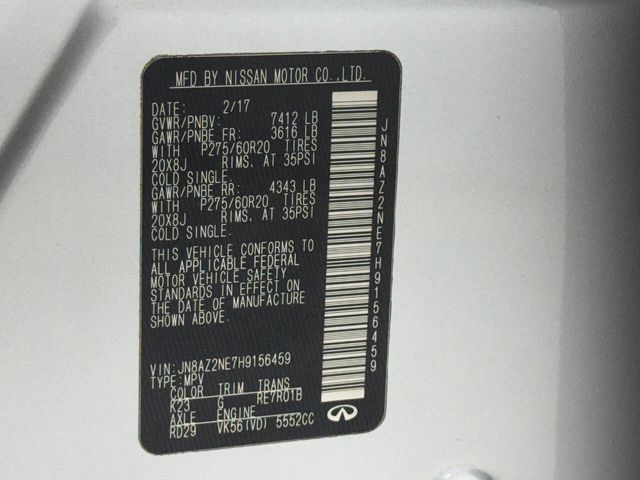 MFD BY NISSAN MOTOR CO.,LTD.
DATE: 2/17
GVWR/PNBV: 7412 LB
GAWR/PNBE FR: 3616 LB
WITH P275/60R20 TIRES
20X8J RIMS. AT 35PSI
COLD SINGLE.
GAWR/PNBE RR: 4343 LB
WITH P275/60R20 TIRES
20X8J RIMS. AT 35PSI
COLD SINGLE.
THIS VEHICLE CONFORMS TO
ALL APPLICABLE FEDERAL
MOTOR VEHICLE SAFETY
STANDARDS IN EFFECT ON
THE DATE OF MANUFACTURE
SHOWN ABOVE.
VIN:JN8AZ2NE7H9156459
TYPE:MPV
COLOR TRIM TRANS
K23 G RE7R01B
AXLE ENGINE
RD29 VK56(VD) 5552CC
JN8AZ2NE7H9156459